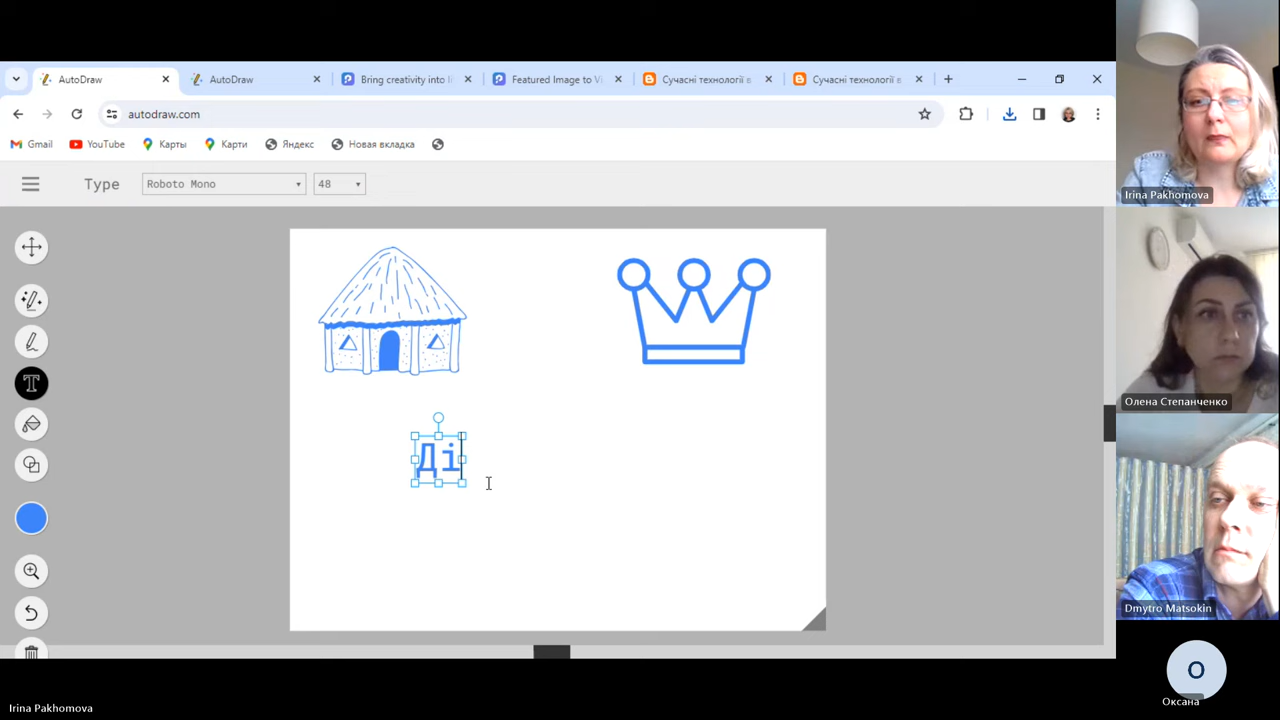 AutoDraw
AutoDraw
Bring creativity into li
Featured Image to Vi
Сучасні технології в
Сучасні технології в
autodraw.com
Gmail
YouTube
Карты
Карти
Яндекс
Новая вкладка
Type
Roboto Mono
48
Ді
T
Irina Pakhomova
Олена Степанченко
Dmytro Matsokin
О
Оксана
Irina Pakhomova